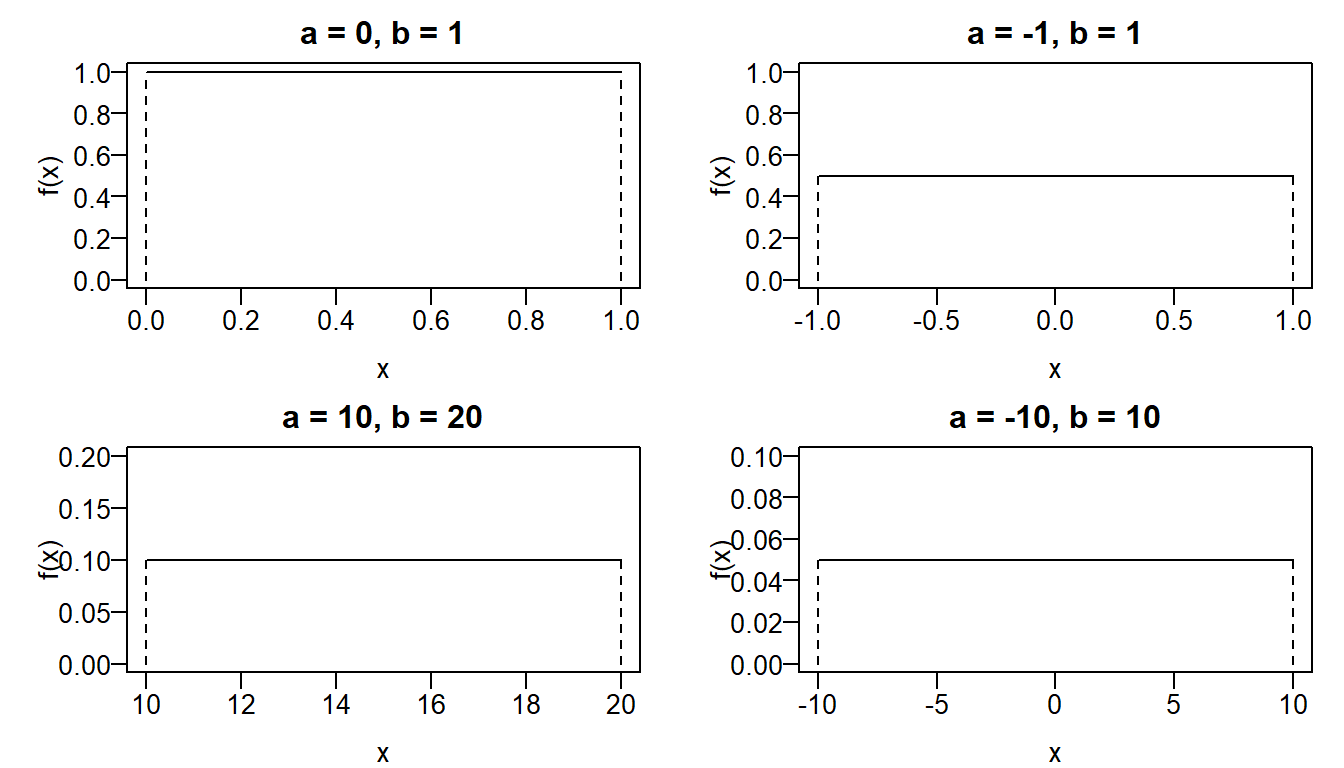 a = 0, b = 1
f(x)
1.0
0.8
0.6
0.4
0.2
0.0
0.0 0.2 0.4 0.6 0.8 1.0
x
a = -1, b = 1
f(x)
1.0
0.8
0.6
0.4
0.2
0.0
-1.0 -0.5 0.0 0.5 1.0
x
a = 10, b = 20
f(x)
0.20
0.15
0.10
0.05
0.00
10 12 14 16 18 20
x
a = -10, b = 10
f(x)
0.10
0.08
0.06
0.04
0.02
0.00
-10 -5 0 5 10
x